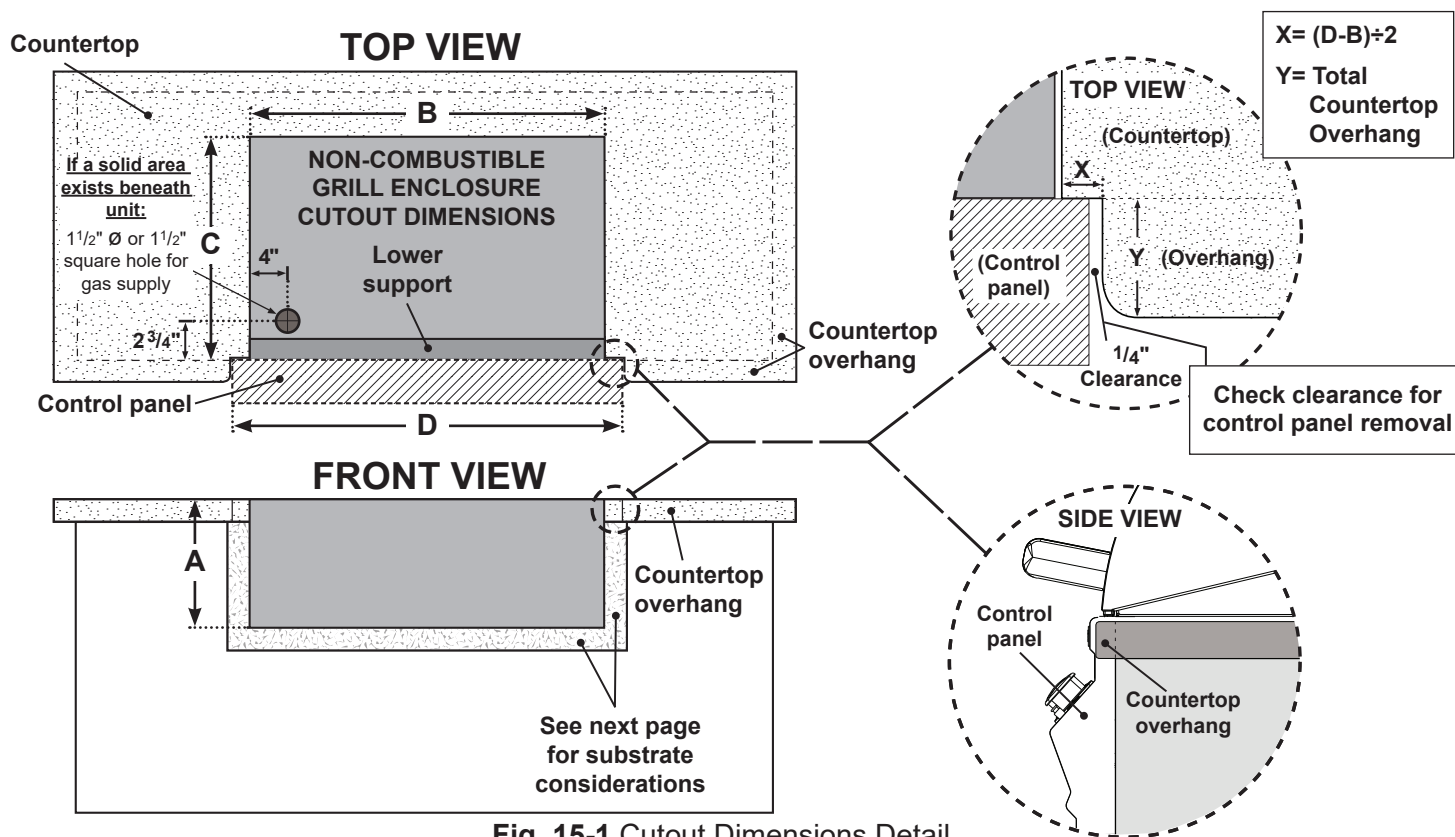 TOP VIEW
Countertop
B
NON-COMBUSTIBLE
GRILL ENCLOSURE
CUTOUT DIMENSIONS
If a solid area
exists beneath
unit:
1 1/2" Ø or 1 1/2"
square hole for
gas supply
C
4"
Lower
support
2 3/4"
Countertop
overhang
Control panel
D
X= (D-B)÷2
Y= Total
Countertop
Overhang
TOP VIEW
(Countertop)
X
(Control
panel)
Y
(Overhang)
1/4"
Clearance
Check clearance for
control panel removal
FRONT VIEW
A
Countertop
overhang
See next page
for substrate
considerations
SIDE VIEW
Control
panel
Countertop
overhang
Fig. 15-1 Cutout Dimensions Detail